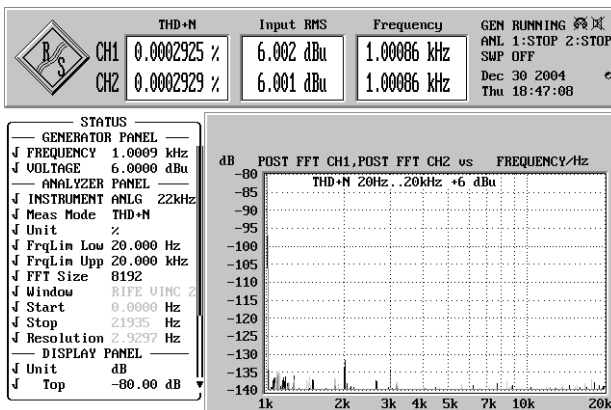 THD+N Input RMS Frequency
R/S
CH1 0.0002925 % 6.002 dBu 1.00086 kHz
CH2 0.0002929 % 6.001 dBu 1.00086 kHz
GEN RUNNING
ANL 1:STOP 2:STOP
SWP OFF
Dec 30 2004
Thu 18:47:08
STATUS
GENERATOR PANEL
√ FREQUENCY 1.0009 kHz
√ VOLTAGE 6.0000 dBu
ANALYZER PANEL
√ INSTRUMENT ANLG 22kHz
√ Meas Mode THD+N
√ Unit %
√ FrqLim Low 20.000 Hz
√ FrqLim Upp 20.000 kHz
√ FFT Size 8192
√ Window RIFE VINC 2
√ Start 0.0000 Hz
√ Stop 21935 Hz
√ Resolution 2.9297 Hz
DISPLAY PANEL
√ Unit dB
√ Top -80.00 dB
dB POST FFT CH1,POST FFT CH2 vs FREQUENCY/Hz
THD+N 20Hz..20kHz +6 dBu
-80
-85
-90
-95
-100
-105
-110
-115
-120
-125
-130
-135
-140
1k 2k 3k 4k 5k 7k 10k 20k